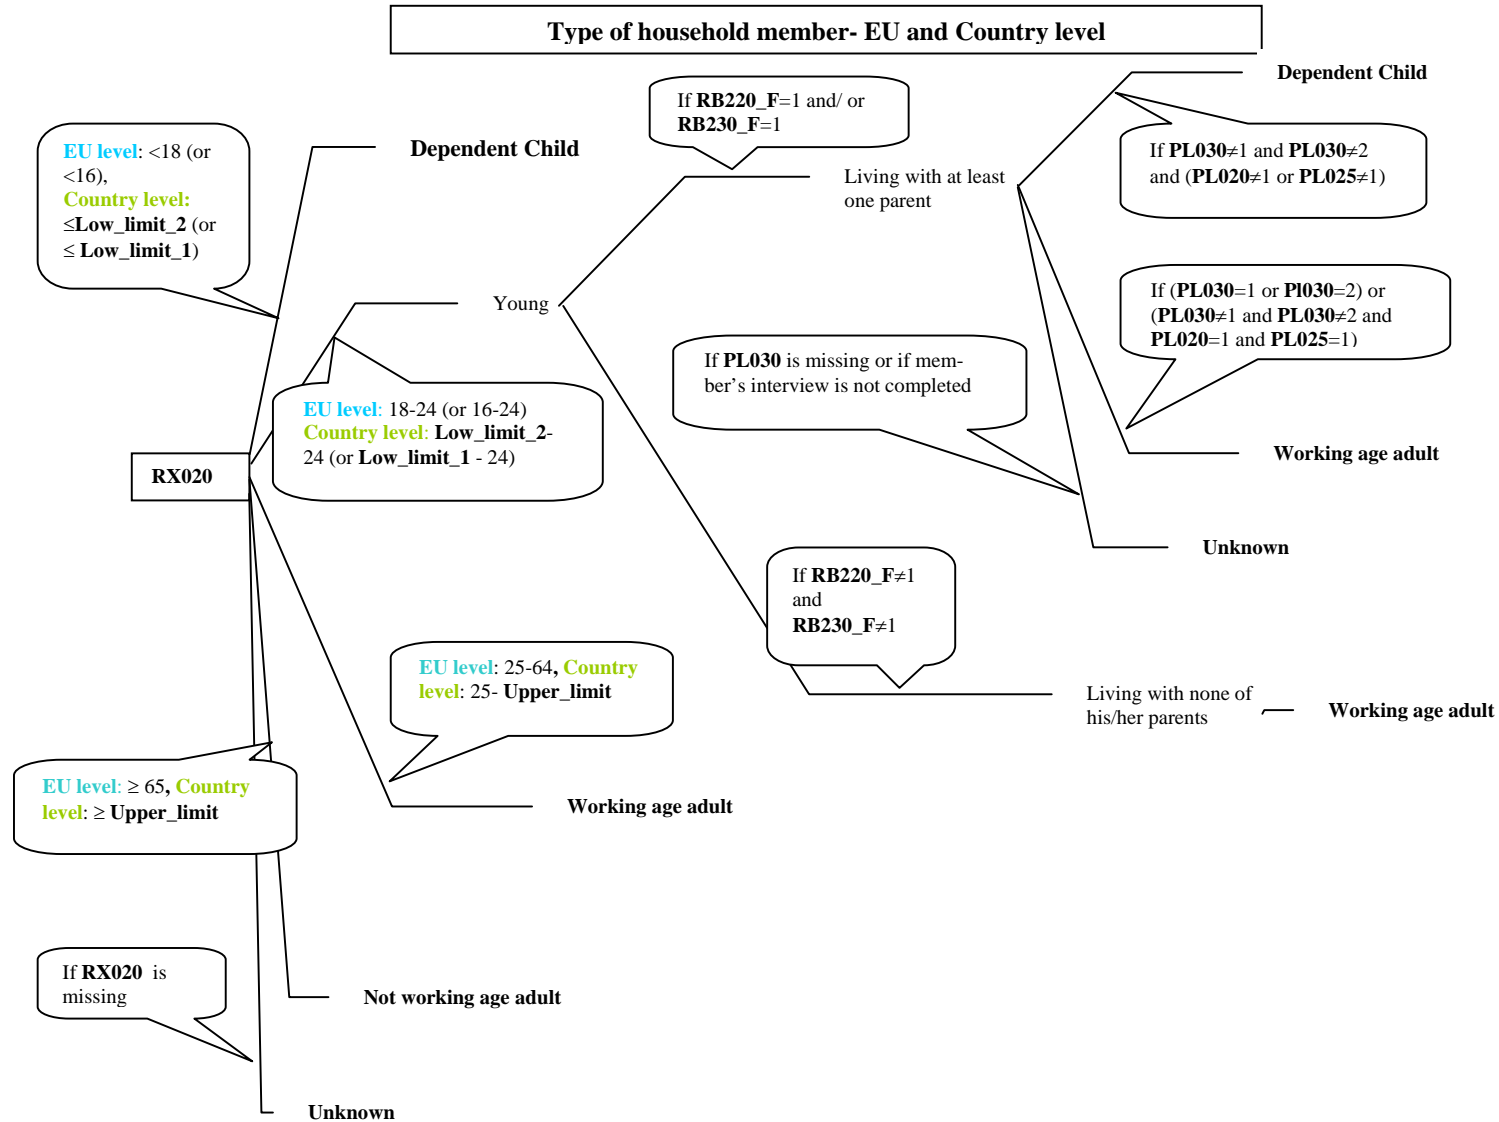 Type of household member- EU and Country level
Dependent Child
If RB220_F=1 and/ or
RB230_F=1
EU level: <18 (or
<16),
Country level:
≤Low_limit_2 (or
≤ Low_limit_1)
Dependent Child
If PL030≠1 and PL030≠2
and (PL020≠1 or PL025≠1)
Living with at least
one parent
Young
If (PL030=1 or Pl030=2) or
(PL030≠1 and PL030≠2 and
PL020=1 and PL025=1)
If PL030 is missing or if mem-
ber's interview is not completed
EU level: 18-24 (or 16-24)
Country level: Low_limit_2-
24 (or Low_limit_1 - 24)
RX020
Working age adult
Unknown
If RB220_F≠1
and
RB230_F≠1
EU level: 25-64, Country
level: 25- Upper_limit
Living with none of
his/her parents
Working age adult
EU level: ≥ 65, Country
level: ≥ Upper_limit
Working age adult
If RX020 is
missing
Not working age adult
Unknown